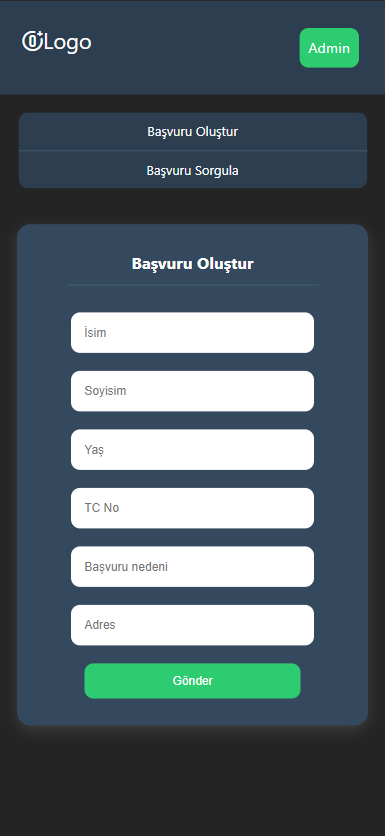 Logo
Admin
Başvuru Oluştur
Başvuru Sorgula
Başvuru Oluştur
İsim
Soyisim
Yaş
TC No
Başvuru nedeni
Adres
Gönder